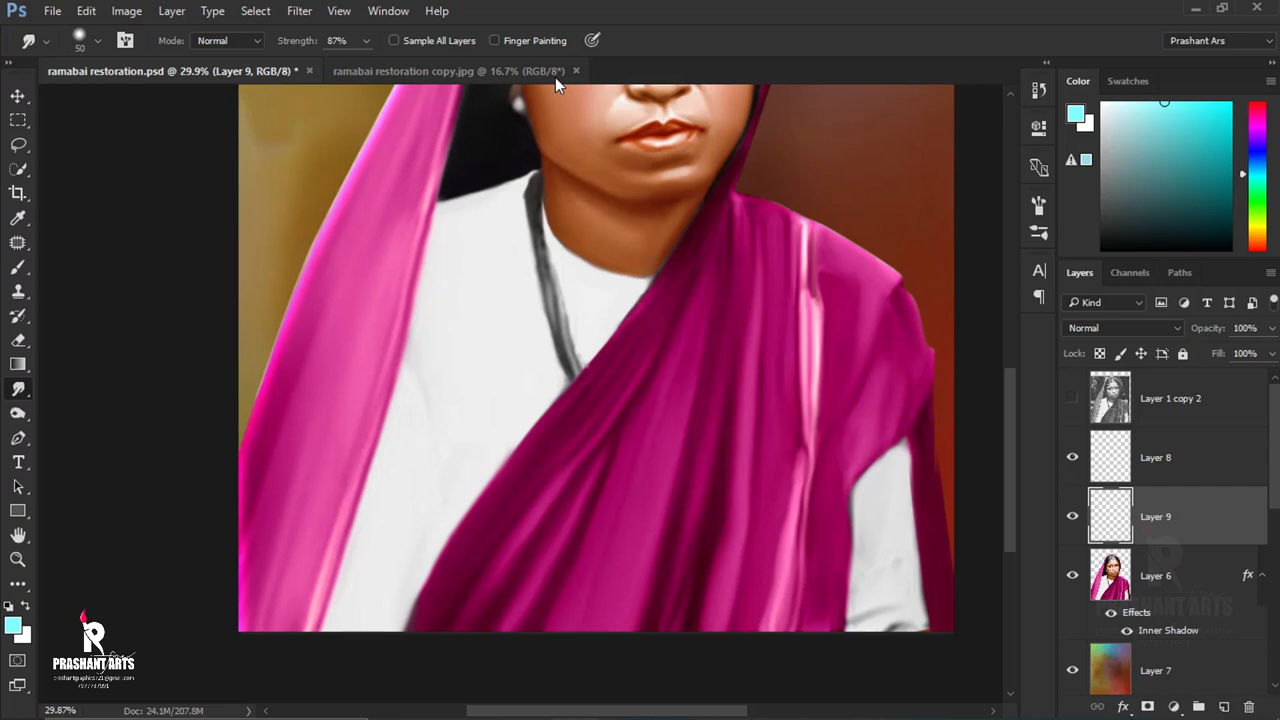 Ps File Edit Image Layer Type Select Filter 3D View Window Help
50 Mode: Normal Strength: 87% Sample All Layers Finger Painting Prashant Ars
ramabai restoration.psd @ 29.9% (Layer 9, RGB/8) * × ramabai restoration copy.jpg @ 16.7% (RGB/8*) ×
Color Swatches
Layers Channels Paths
Kind
Normal Opacity: 100%
Lock: Fill: 100%
Layer 1 copy 2
Layer 8
Layer 9
Layer 6 fx
Effects
Inner Shadow
Layer 7
PRASHANT ARTS
PRASHANT ARTS
29.87% Doc: 24.1M/207.8M